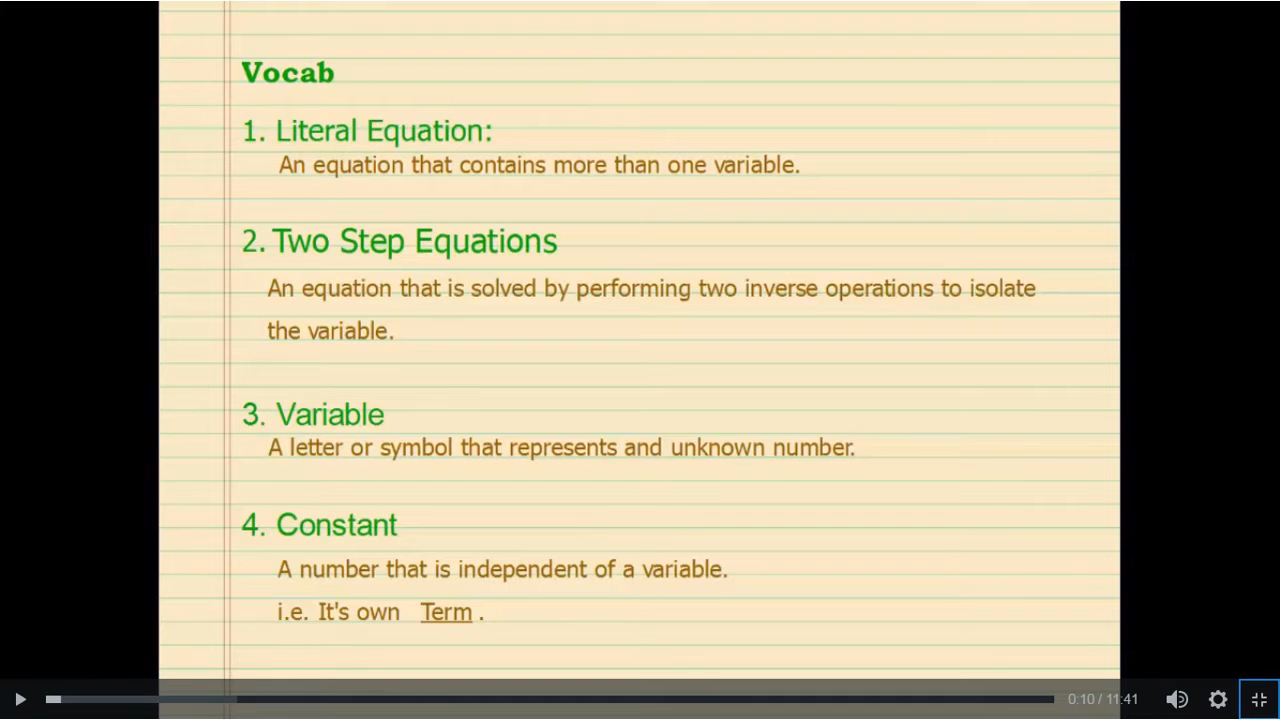 Vocab
1. Literal Equation:
An equation that contains more than one variable.
2. Two Step Equations
An equation that is solved by performing two inverse operations to isolate
the variable.
3. Variable
A letter or symbol that represents and unknown number.
4. Constant
A number that is independent of a variable.
i.e. It's own Term .
0:10 / 11:41